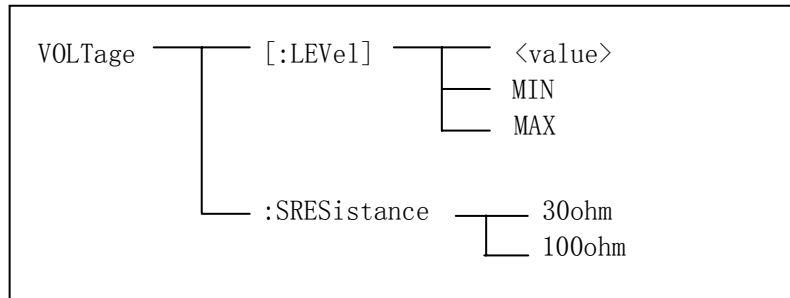 VOLTage [:LEVel] <value>
MIN
MAX
:SRESistance 30ohm
100ohm